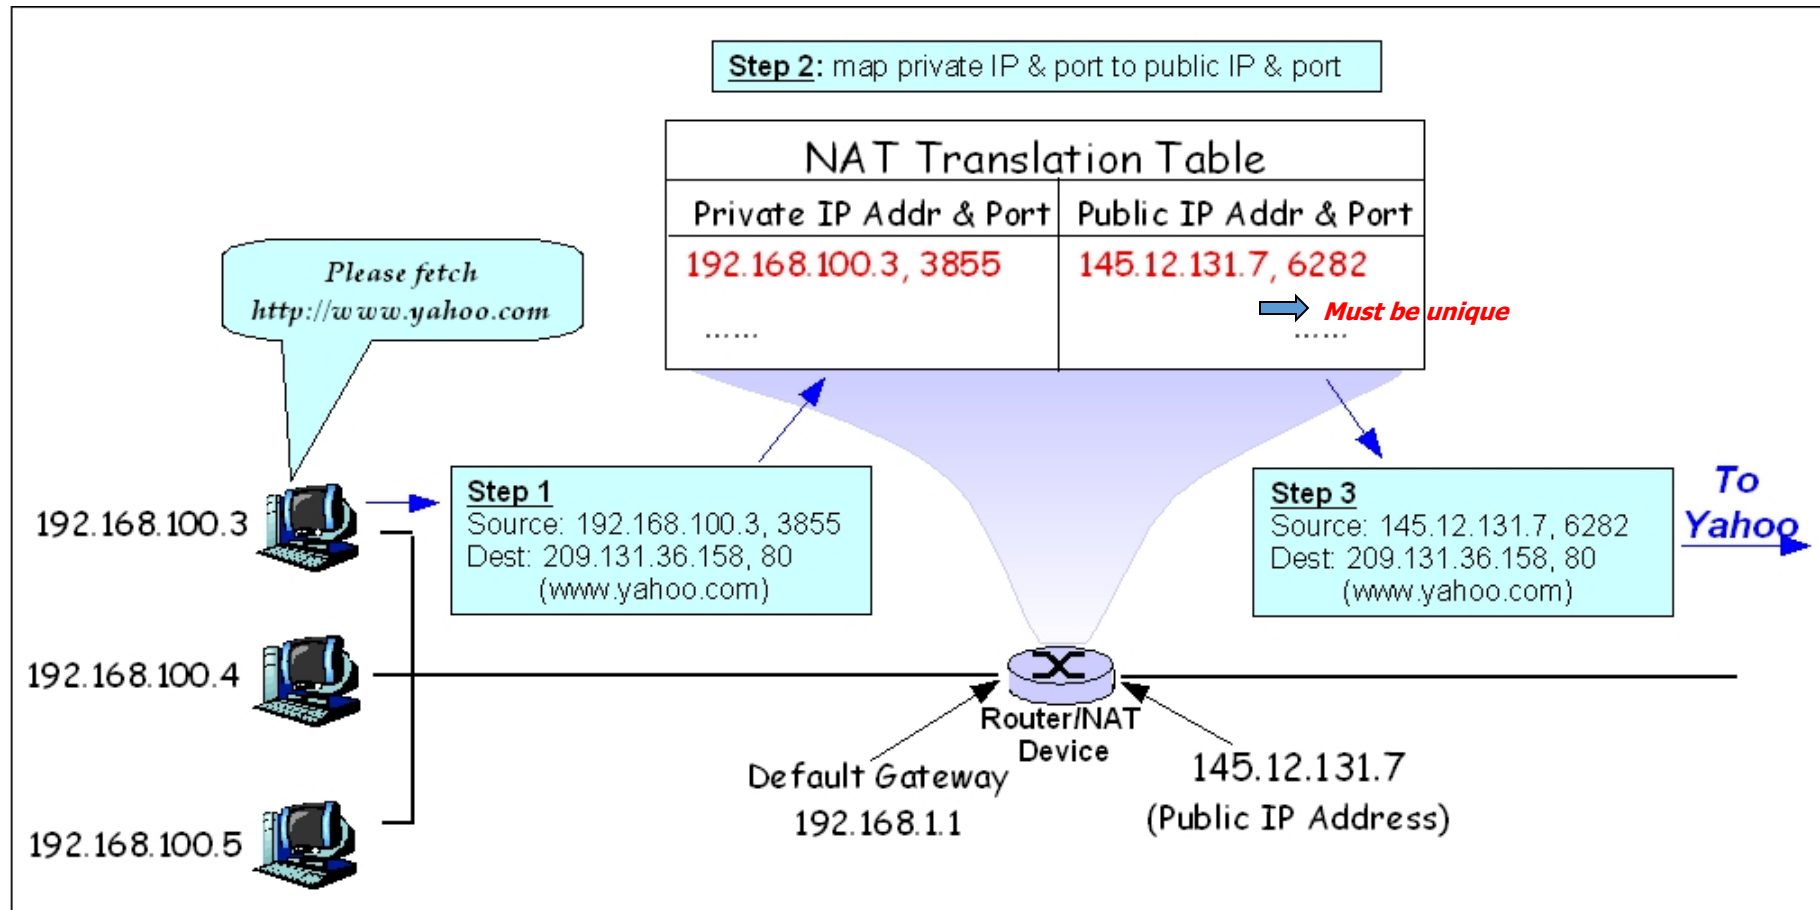 Step 2: map private IP & port to public IP & port
NAT Translation Table
Private IP Addr & Port
Public IP Addr & Port
192.168.100.3, 3855
145.12.131.7, 6282
Must be unique
......
......
Please fetch
http://www.yahoo.com
Step 1
Source: 192.168.100.3, 3855
Dest: 209.131.36.158, 80
(www.yahoo.com)
Step 3
Source: 145.12.131.7, 6282
Dest: 209.131.36.158, 80
(www.yahoo.com)
To
Yahoo
192.168.100.3
192.168.100.4
192.168.100.5
Router/NAT
Device
Default Gateway
192.168.1.1
145.12.131.7
(Public IP Address)